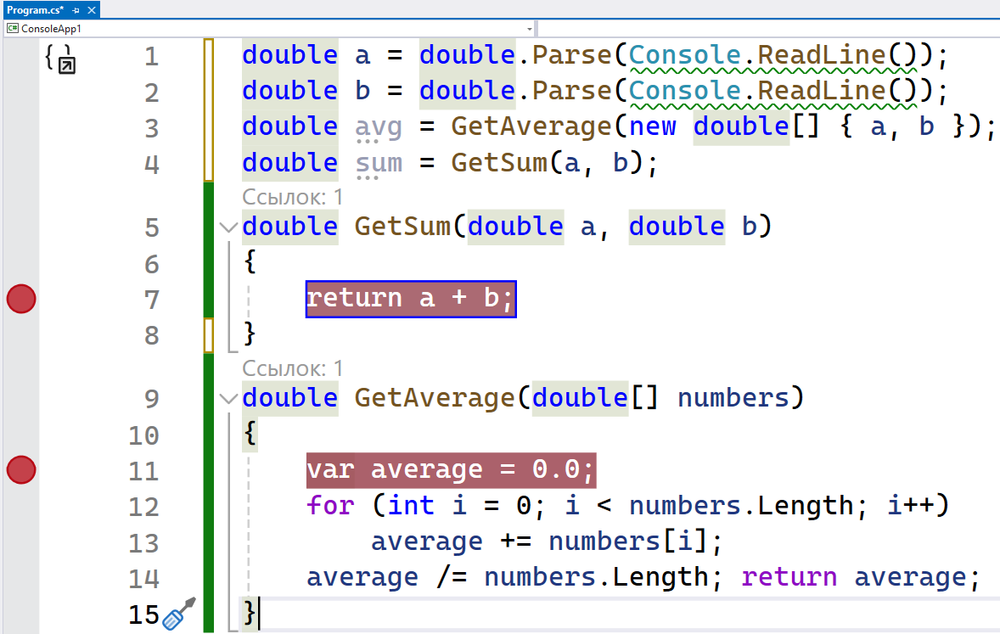 Program.cs*
C# ConsoleApp1
1 double a = double.Parse(Console.ReadLine());
2 double b = double.Parse(Console.ReadLine());
3 double avg = GetAverage(new double[] { a, b });
4 double sum = GetSum(a, b);
Ссылок: 1
5 double GetSum(double a, double b)
6 {
7 return a + b;
8 }
Ссылок: 1
9 double GetAverage(double[] numbers)
10 {
11 var average = 0.0;
12 for (int i = 0; i < numbers.Length; i++)
13 average += numbers[i];
14 average /= numbers.Length; return average;
15 }